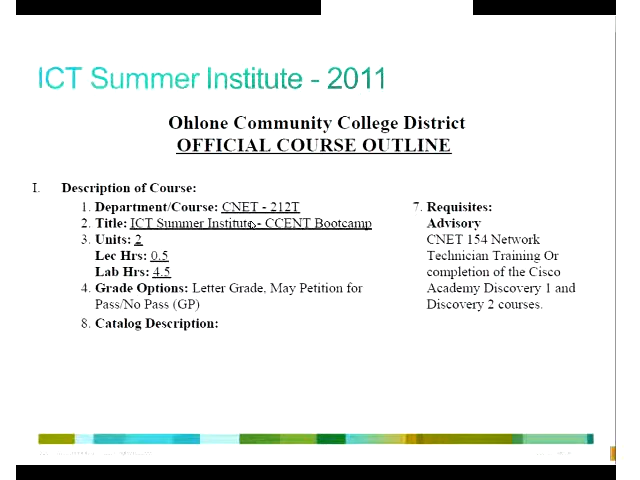 ICT Summer Institute - 2011
Ohlone Community College District
OFFICIAL COURSE OUTLINE
I. Description of Course:
1. Department/Course: CNET - 212T
2. Title: ICT Summer Institute - CCENT Bootcamp
3. Units: 2
Lec Hrs: 0.5
Lab Hrs: 4.5
4. Grade Options: Letter Grade, May Petition for
Pass/No Pass (GP)
8. Catalog Description:
7. Requisites:
Advisory
CNET 154 Network
Technician Training Or
completion of the Cisco
Academy Discovery 1 and
Discovery 2 courses.